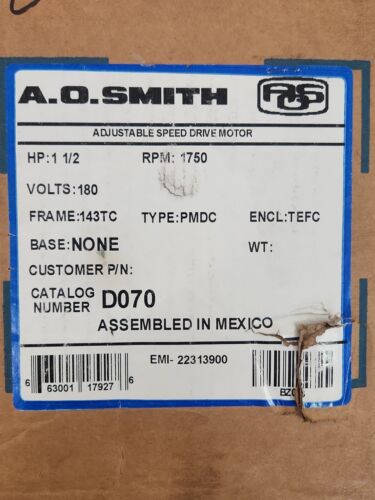 A.O.SMITH
AOS
ADJUSTABLE SPEED DRIVE MOTOR
HP:1 1/2 RPM: 1750
VOLTS:180
FRAME:143TC TYPE:PMDC ENCL:TEFC
BASE:NONE WT:
CUSTOMER P/N:
CATALOG NUMBER D070
ASSEMBLED IN MEXICO
EMI- 22313900
6 63001 17927 6